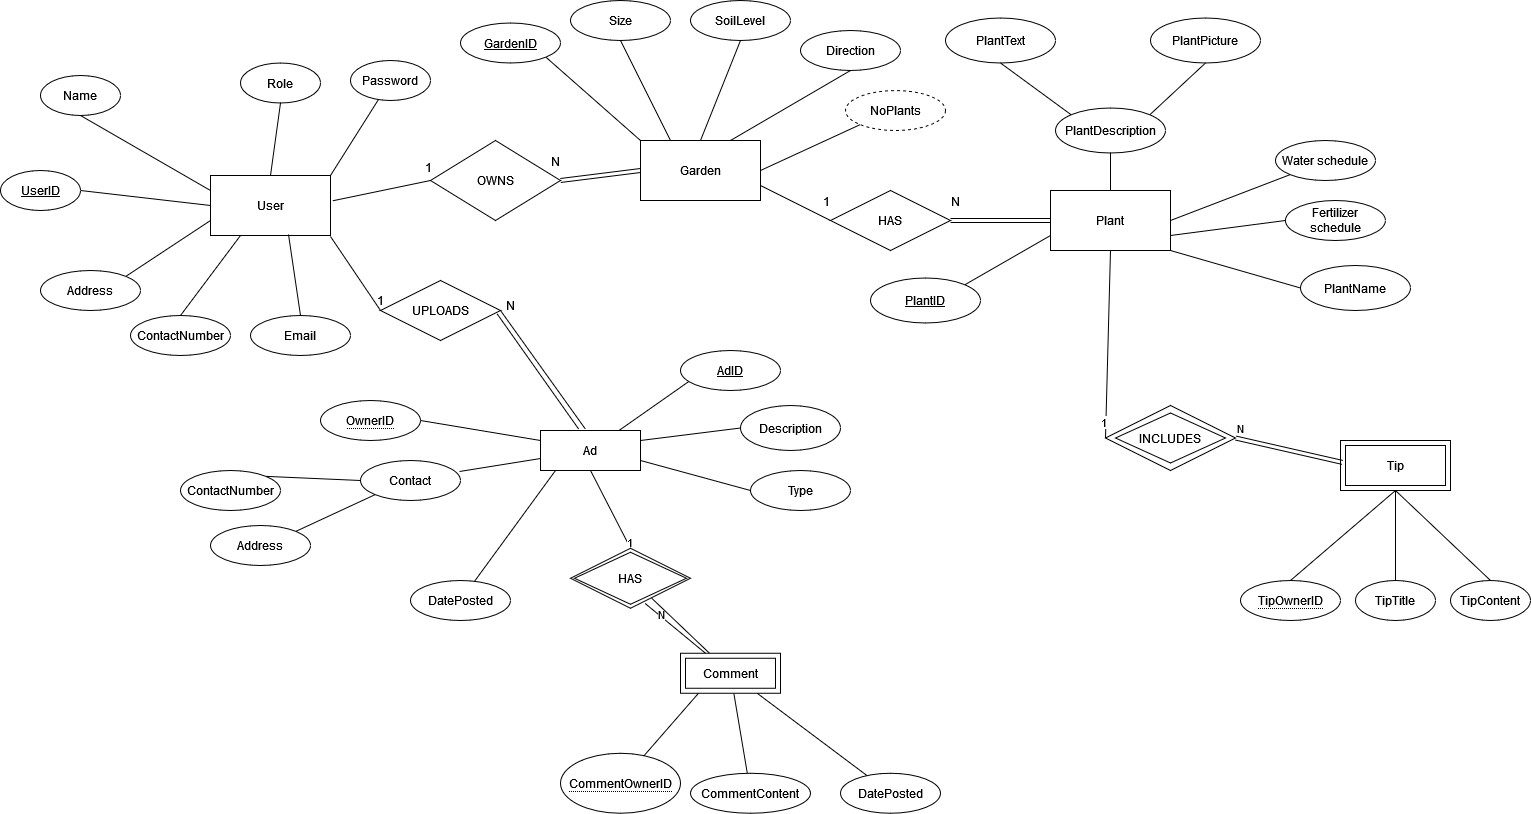 Size
SoilLevel
GardenID
Direction
PlantText
PlantPicture
Name
Role
Password
NoPlants
PlantDescription
1
N
OWNS
Garden
Water schedule
UserID
User
1
HAS
N
Plant
Fertilizer
schedule
Address
ContactNumber
Email
1
UPLOADS
N
PlantID
PlantName
AdID
OwnerID
Description
Ad
1
INCLUDES
N
Tip
ContactNumber
Contact
Type
Address
1
HAS
N
DatePosted
TipOwnerID
TipTitle
TipContent
Comment
CommentOwnerID
CommentContent
DatePosted